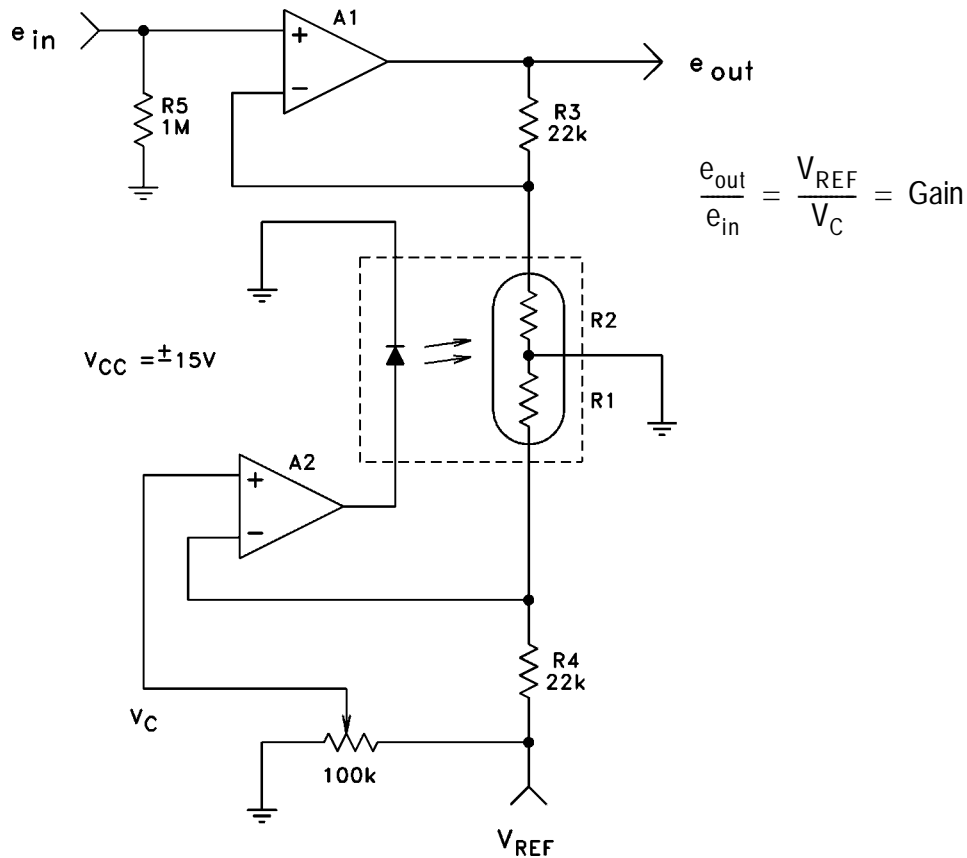 A1
e in
+
−
e out
R5
1M
R3
22k
e out / e in = V REF / V C = Gain
R2
V CC = ±15V
R1
A2
+
−
R4
22k
V C
100k
V REF